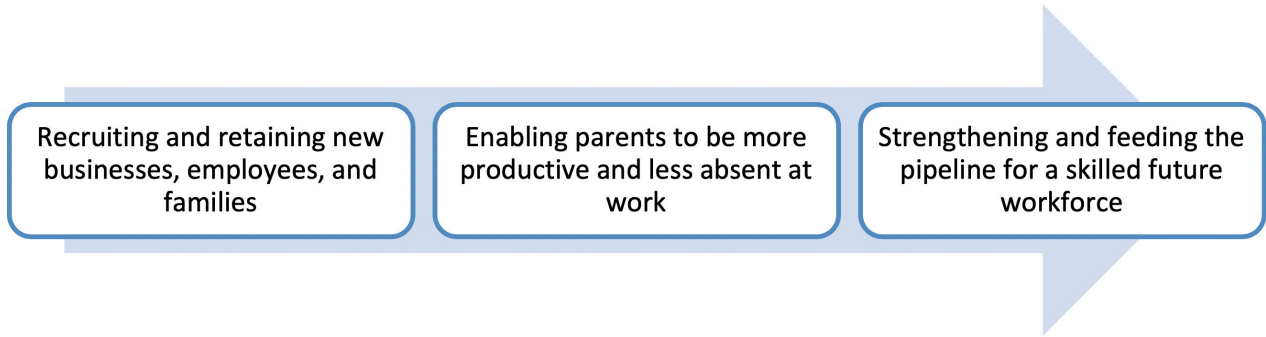 Recruiting and retaining new
businesses, employees, and
families
Enabling parents to be more
productive and less absent at
work
Strengthening and feeding the
pipeline for a skilled future
workforce